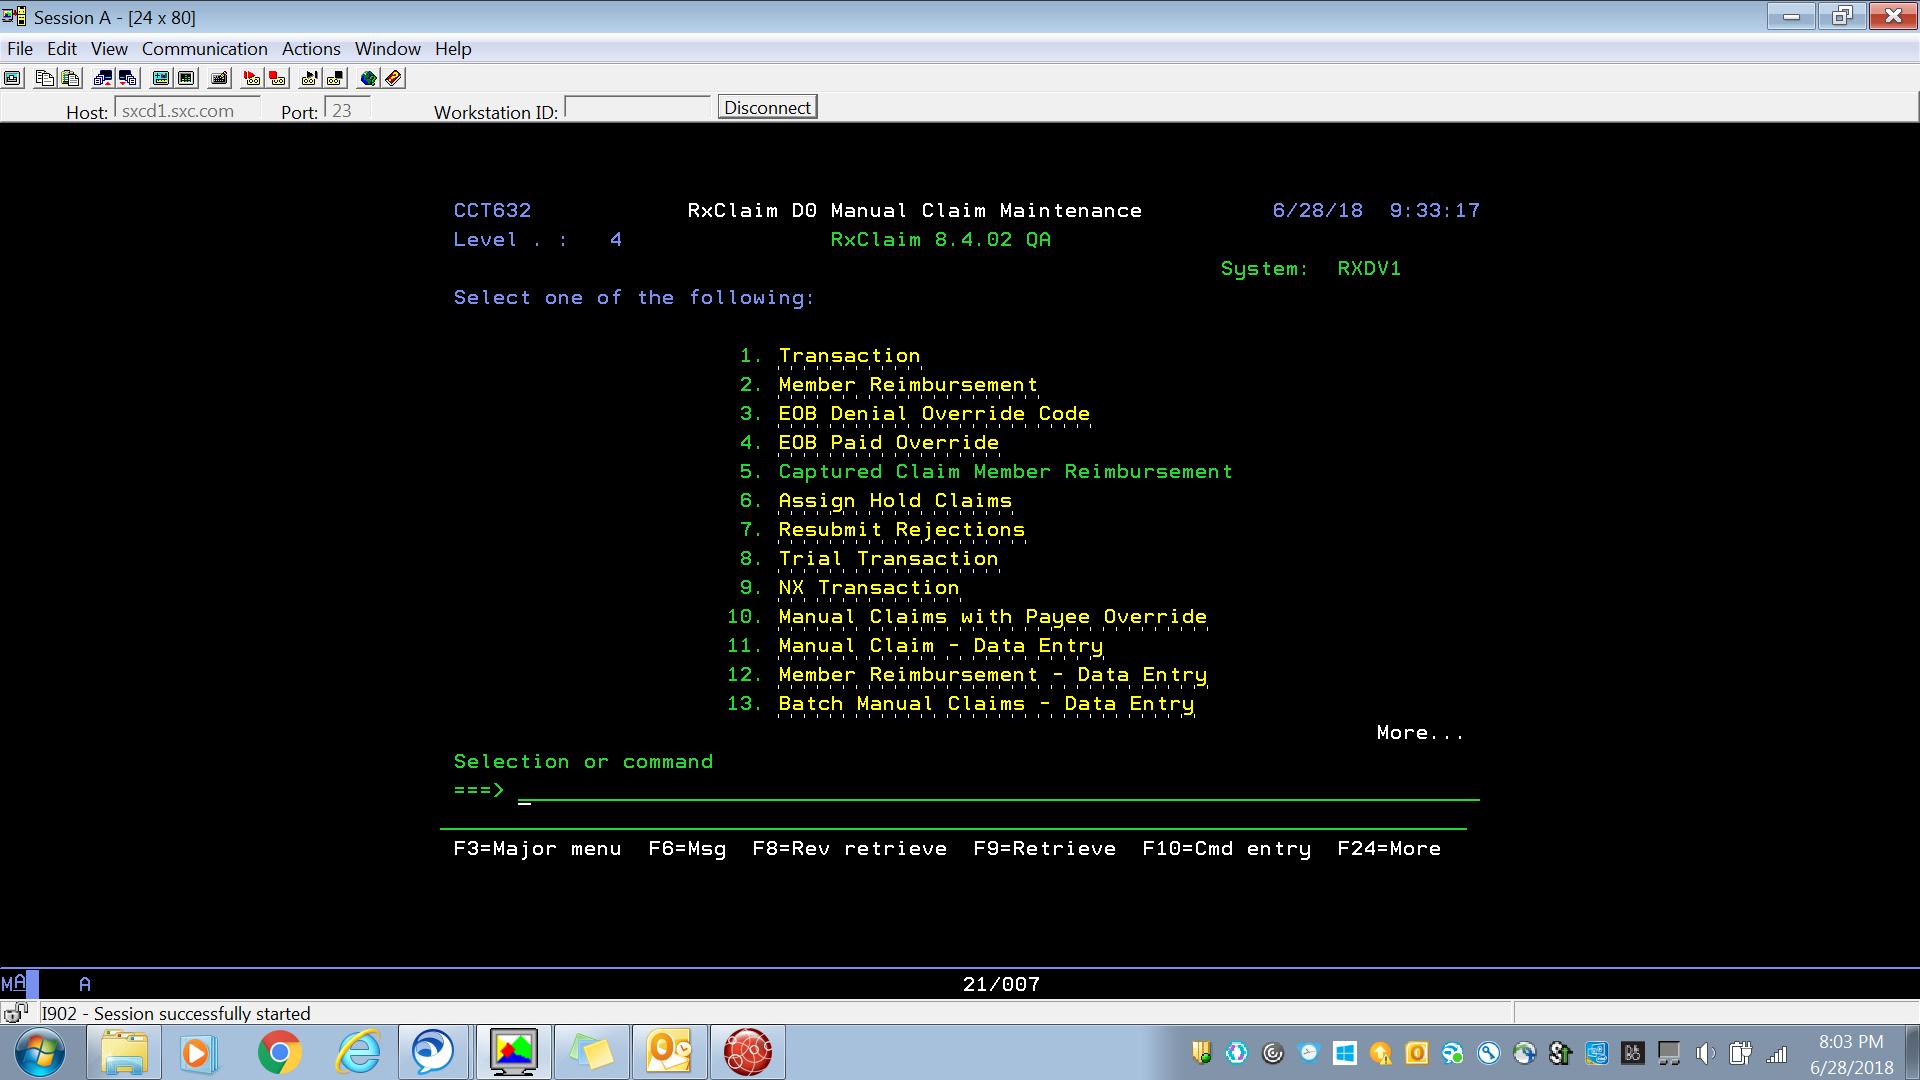 Session A - [24 x 80]
File Edit View Communication Actions Window Help
Host: sxcd1.sxc.com Port: 23 Workstation ID: Disconnect
CCT632 RxClaim D0 Manual Claim Maintenance 6/28/18 9:33:17
Level . : 4 RxClaim 8.4.02 QA
System: RXDV1
Select one of the following:
1. Transaction
2. Member Reimbursement
3. EOB Denial Override Code
4. EOB Paid Override
5. Captured Claim Member Reimbursement
6. Assign Hold Claims
7. Resubmit Rejections
8. Trial Transaction
9. NX Transaction
10. Manual Claims with Payee Override
11. Manual Claim - Data Entry
12. Member Reimbursement - Data Entry
13. Batch Manual Claims - Data Entry
More...
Selection or command
===>
F3=Major menu F6=Msg F8=Rev retrieve F9=Retrieve F10=Cmd entry F24=More
MA A 21/007
I902 - Session successfully started
8:03 PM
6/28/2018